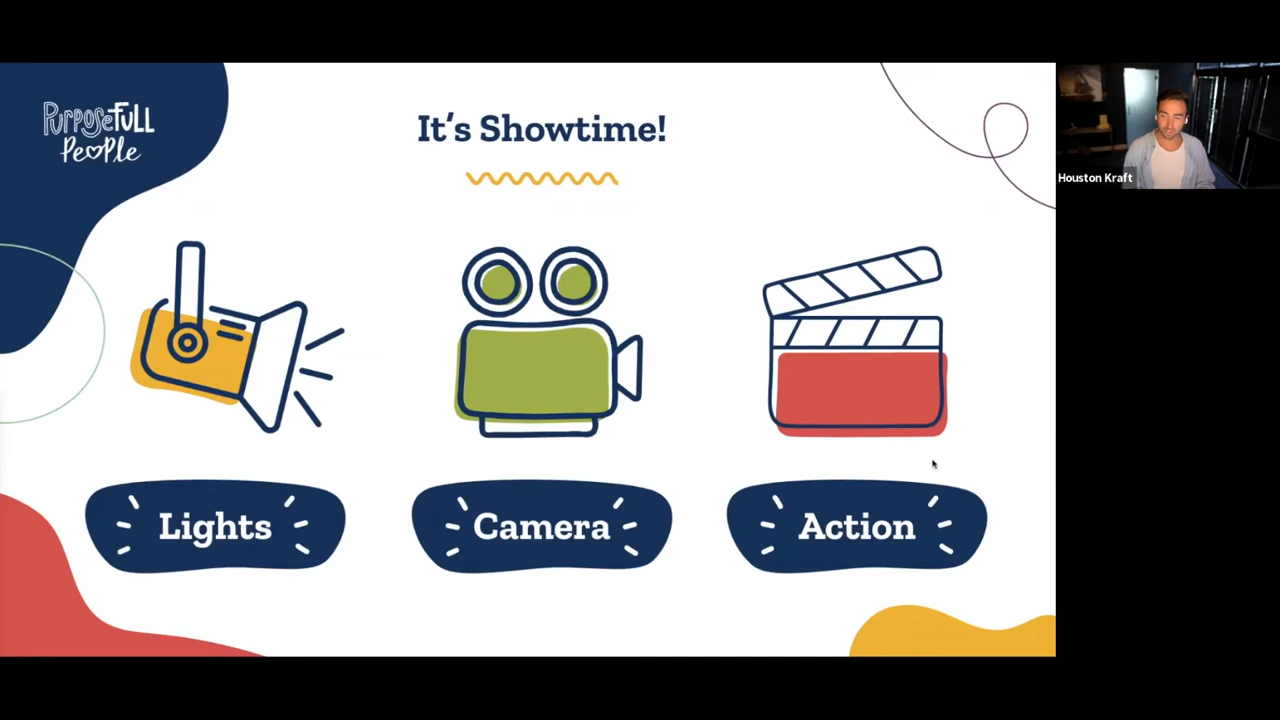 PurposeFULL
People
It's Showtime!
Houston Kraft
Lights
Camera
Action